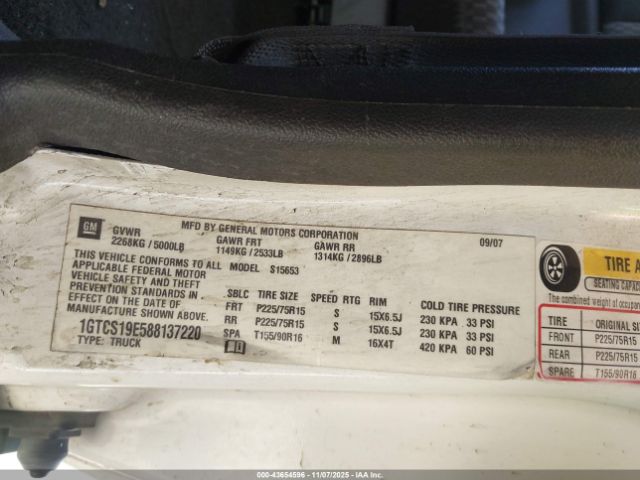 GM
GVWR
2268KG / 5000LB
MFD BY GENERAL MOTORS CORPORATION
GAWR FRT
1149KG / 2533LB
GAWR RR
1314KG / 2896LB
09/07
THIS VEHICLE CONFORMS TO ALL
APPLICABLE FEDERAL MOTOR
VEHICLE SAFETY AND THEFT
PREVENTION STANDARDS IN
EFFECT ON THE DATE OF
MANUFACTURE SHOWN ABOVE.
1GTCS19E588137220
TYPE: TRUCK
MODEL S15653
SBLC TIRE SIZE SPEED RTG RIM COLD TIRE PRESSURE
FRT P225/75R15 S 15X6.5J 230 KPA 33 PSI
RR P225/75R15 S 15X6.5J 230 KPA 33 PSI
SPA T155/90R16 M 16X4T 420 KPA 60 PSI
TIRE A
SEATING CAPAC
The combined weight of occupan
TIRE ORIGINAL SI
FRONT P225/75R15
REAR P225/75R15
SPARE T155/90R16
000-43654596 - 11/07/2025 - IAAI.COM